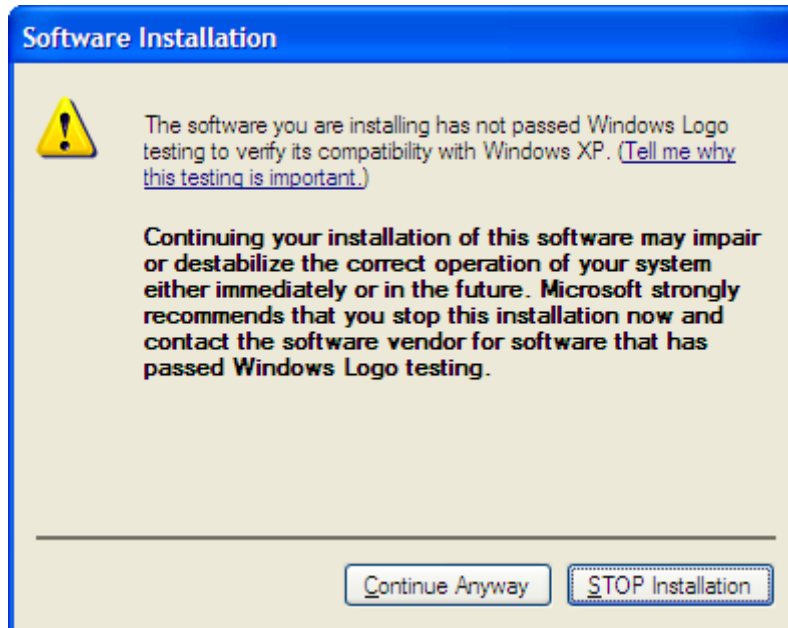 Software Installation
The software you are installing has not passed Windows Logo
testing to verify its compatibility with Windows XP. (Tell me why
this testing is important.)
Continuing your installation of this software may impair
or destabilize the correct operation of your system
either immediately or in the future. Microsoft strongly
recommends that you stop this installation now and
contact the software vendor for software that has
passed Windows Logo testing.
Continue Anyway
STOP Installation